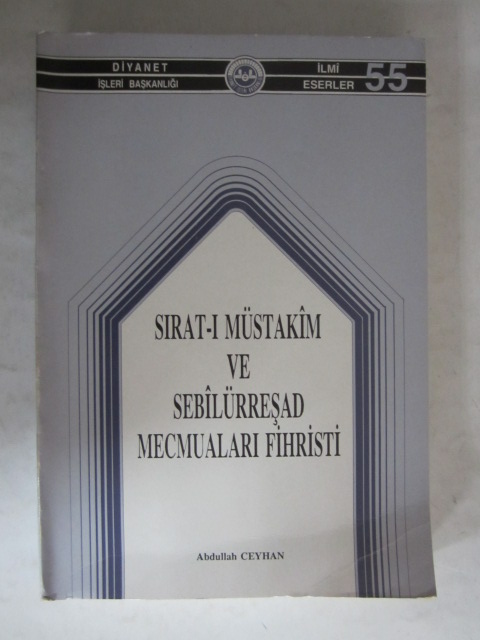 DİYANET
İŞLERİ BAŞKANLIĞI
İLMİ
ESERLER 55
SIRAT-I MÜSTAKÎM
VE
SEBÎLÜRREŞAD
MECMUALARI FİHRİSTİ
Abdullah CEYHAN